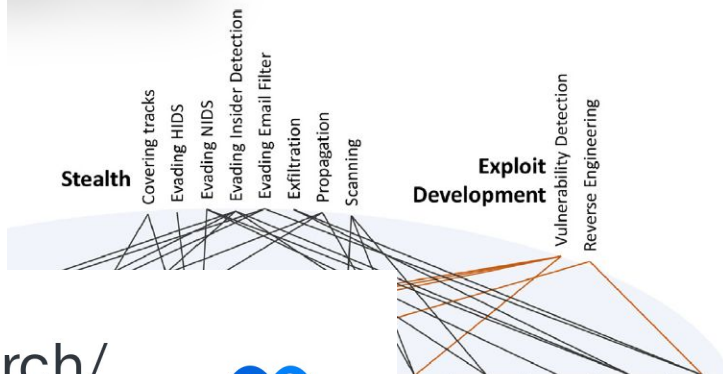 Stealth
Covering tracks
Evading HIDS
Evading NIDS
Evading Insider Detection
Evading Email Filter
Exfiltration
Propagation
Scanning
Exploit
Development
Vulnerability Detection
Reverse Engineering
rch/